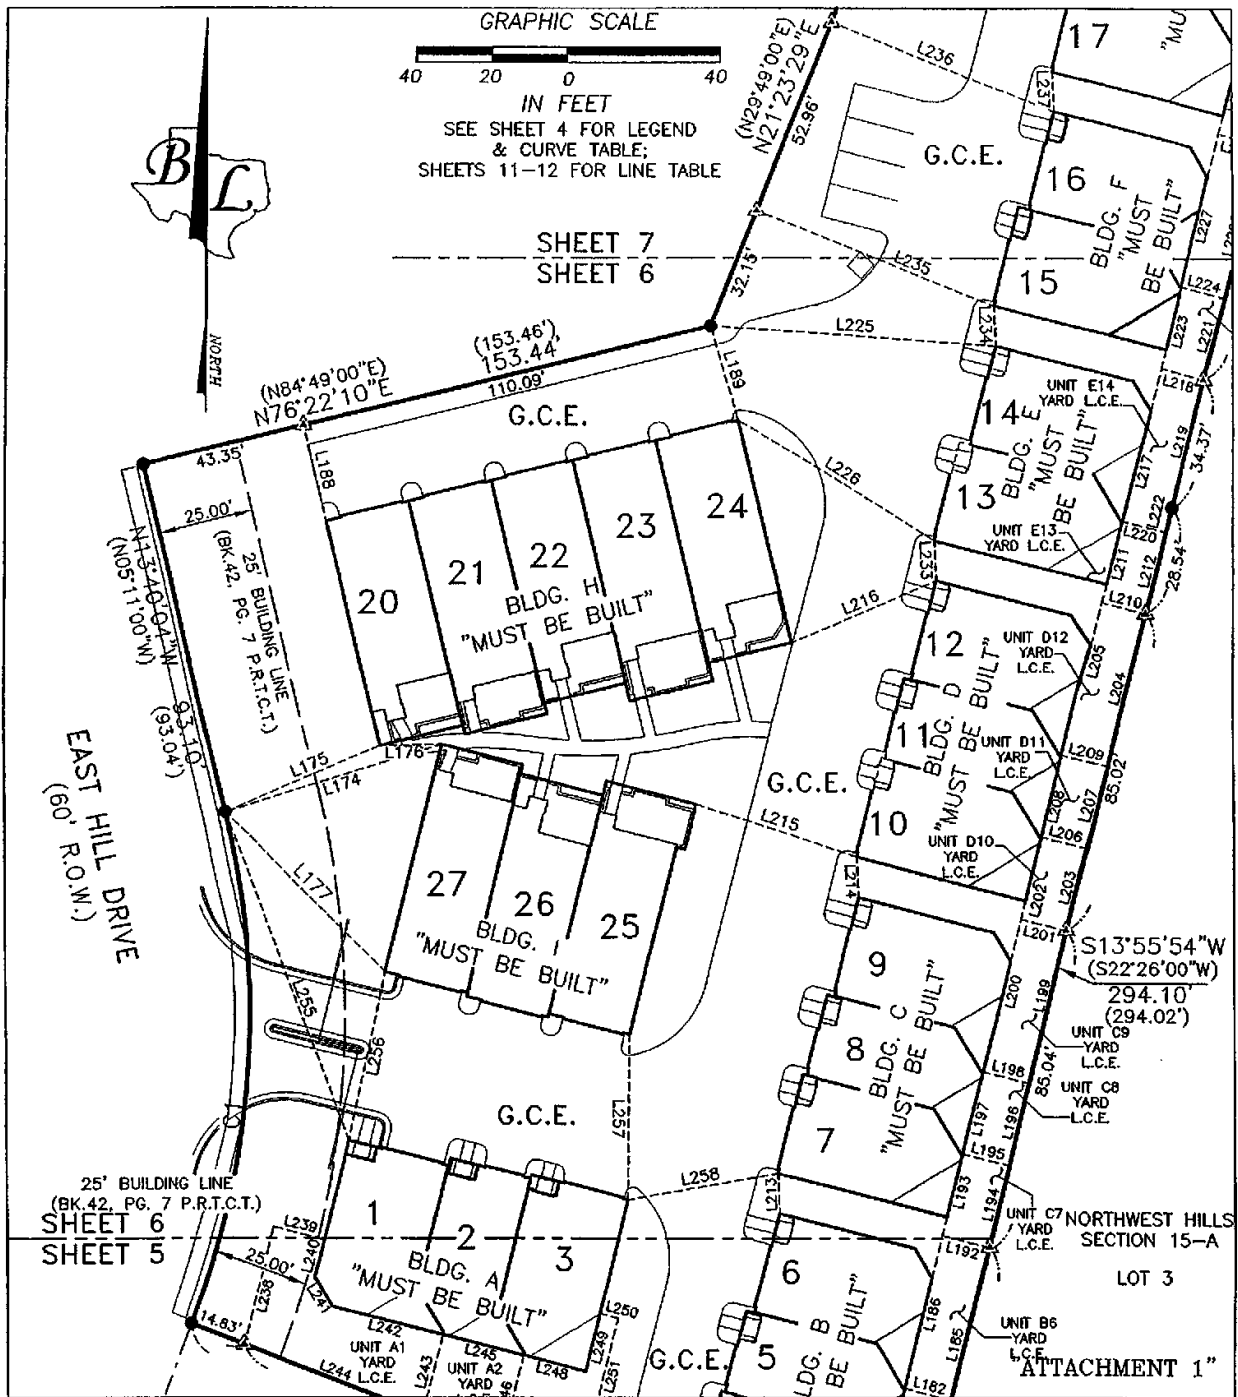 GRAPHIC SCALE
40 20 0 40
IN FEET
SEE SHEET 4 FOR LEGEND
& CURVE TABLE;
SHEETS 11-12 FOR LINE TABLE
B L
NORTH
SHEET 7
SHEET 6
(N29°49'00"E)
N21°23'29"E
52.96'
32.15'
L236
L237
17
G.C.E.
16
BLDG. F
"MUST
BE BUILT"
15
L227
L235
L234
L224
L221
L223
L225
L218
(153.46')
153.44'
(N84°49'00"E)
N76°22'10"E
110.09'
G.C.E.
L189
L188
43.35'
25.00'
N13°40'04"W 93.10'
(N05°11'00"W) (93.04')
25' BUILDING LINE
(BK.42, PG. 7 P.R.T.C.T.)
20
21
22
23
24
BLDG. H
"MUST BE BUILT"
L226
L216
14
BLDG. E
"MUST
BE BUILT"
13
UNIT E14
YARD L.C.E.
UNIT E13
YARD L.C.E.
L217
L219
34.37'
L222
L220
L211
L212
28.54'
L210
L233
12
BLDG. D
"MUST
BE BUILT"
11
10
UNIT D12
YARD
L.C.E.
UNIT D11
YARD
L.C.E.
UNIT D10
YARD
L.C.E.
L205
L204
L209
L208
L207
85.02'
L206
L202
L203
L201
EAST HILL DRIVE
(60' R.O.W.)
L175
L174
L176
L177
G.C.E.
L215
L214
27
26
25
BLDG. I
"MUST BE BUILT"
S13°55'54"W
(S22°26'00"W)
294.10'
(294.02')
9
BLDG. C
"MUST
BE BUILT"
8
7
L200
L199
UNIT C9
YARD
L.C.E.
L198
85.04'
UNIT C8
YARD
L.C.E.
L197
L196
L195
L193
L194
UNIT C7
YARD
L.C.E.
L192
L255
L256
G.C.E.
L257
L258
L213
25' BUILDING LINE
(BK.42, PG. 7 P.R.T.C.T.)
SHEET 6
SHEET 5
1
2
3
BLDG. A
"MUST BE BUILT"
L239
L240
25.00'
L238
L241
14.83'
L242
L244
UNIT A1
YARD
L.C.E.
L243
L245
UNIT A2
YARD
L248
L249
L250
L251
G.C.E.
6
BLDG. B
BE BUILT"
5
L186
L185
L182
UNIT B6
YARD
L.C.E.
NORTHWEST HILLS
SECTION 15-A
LOT 3
"ATTACHMENT 1"